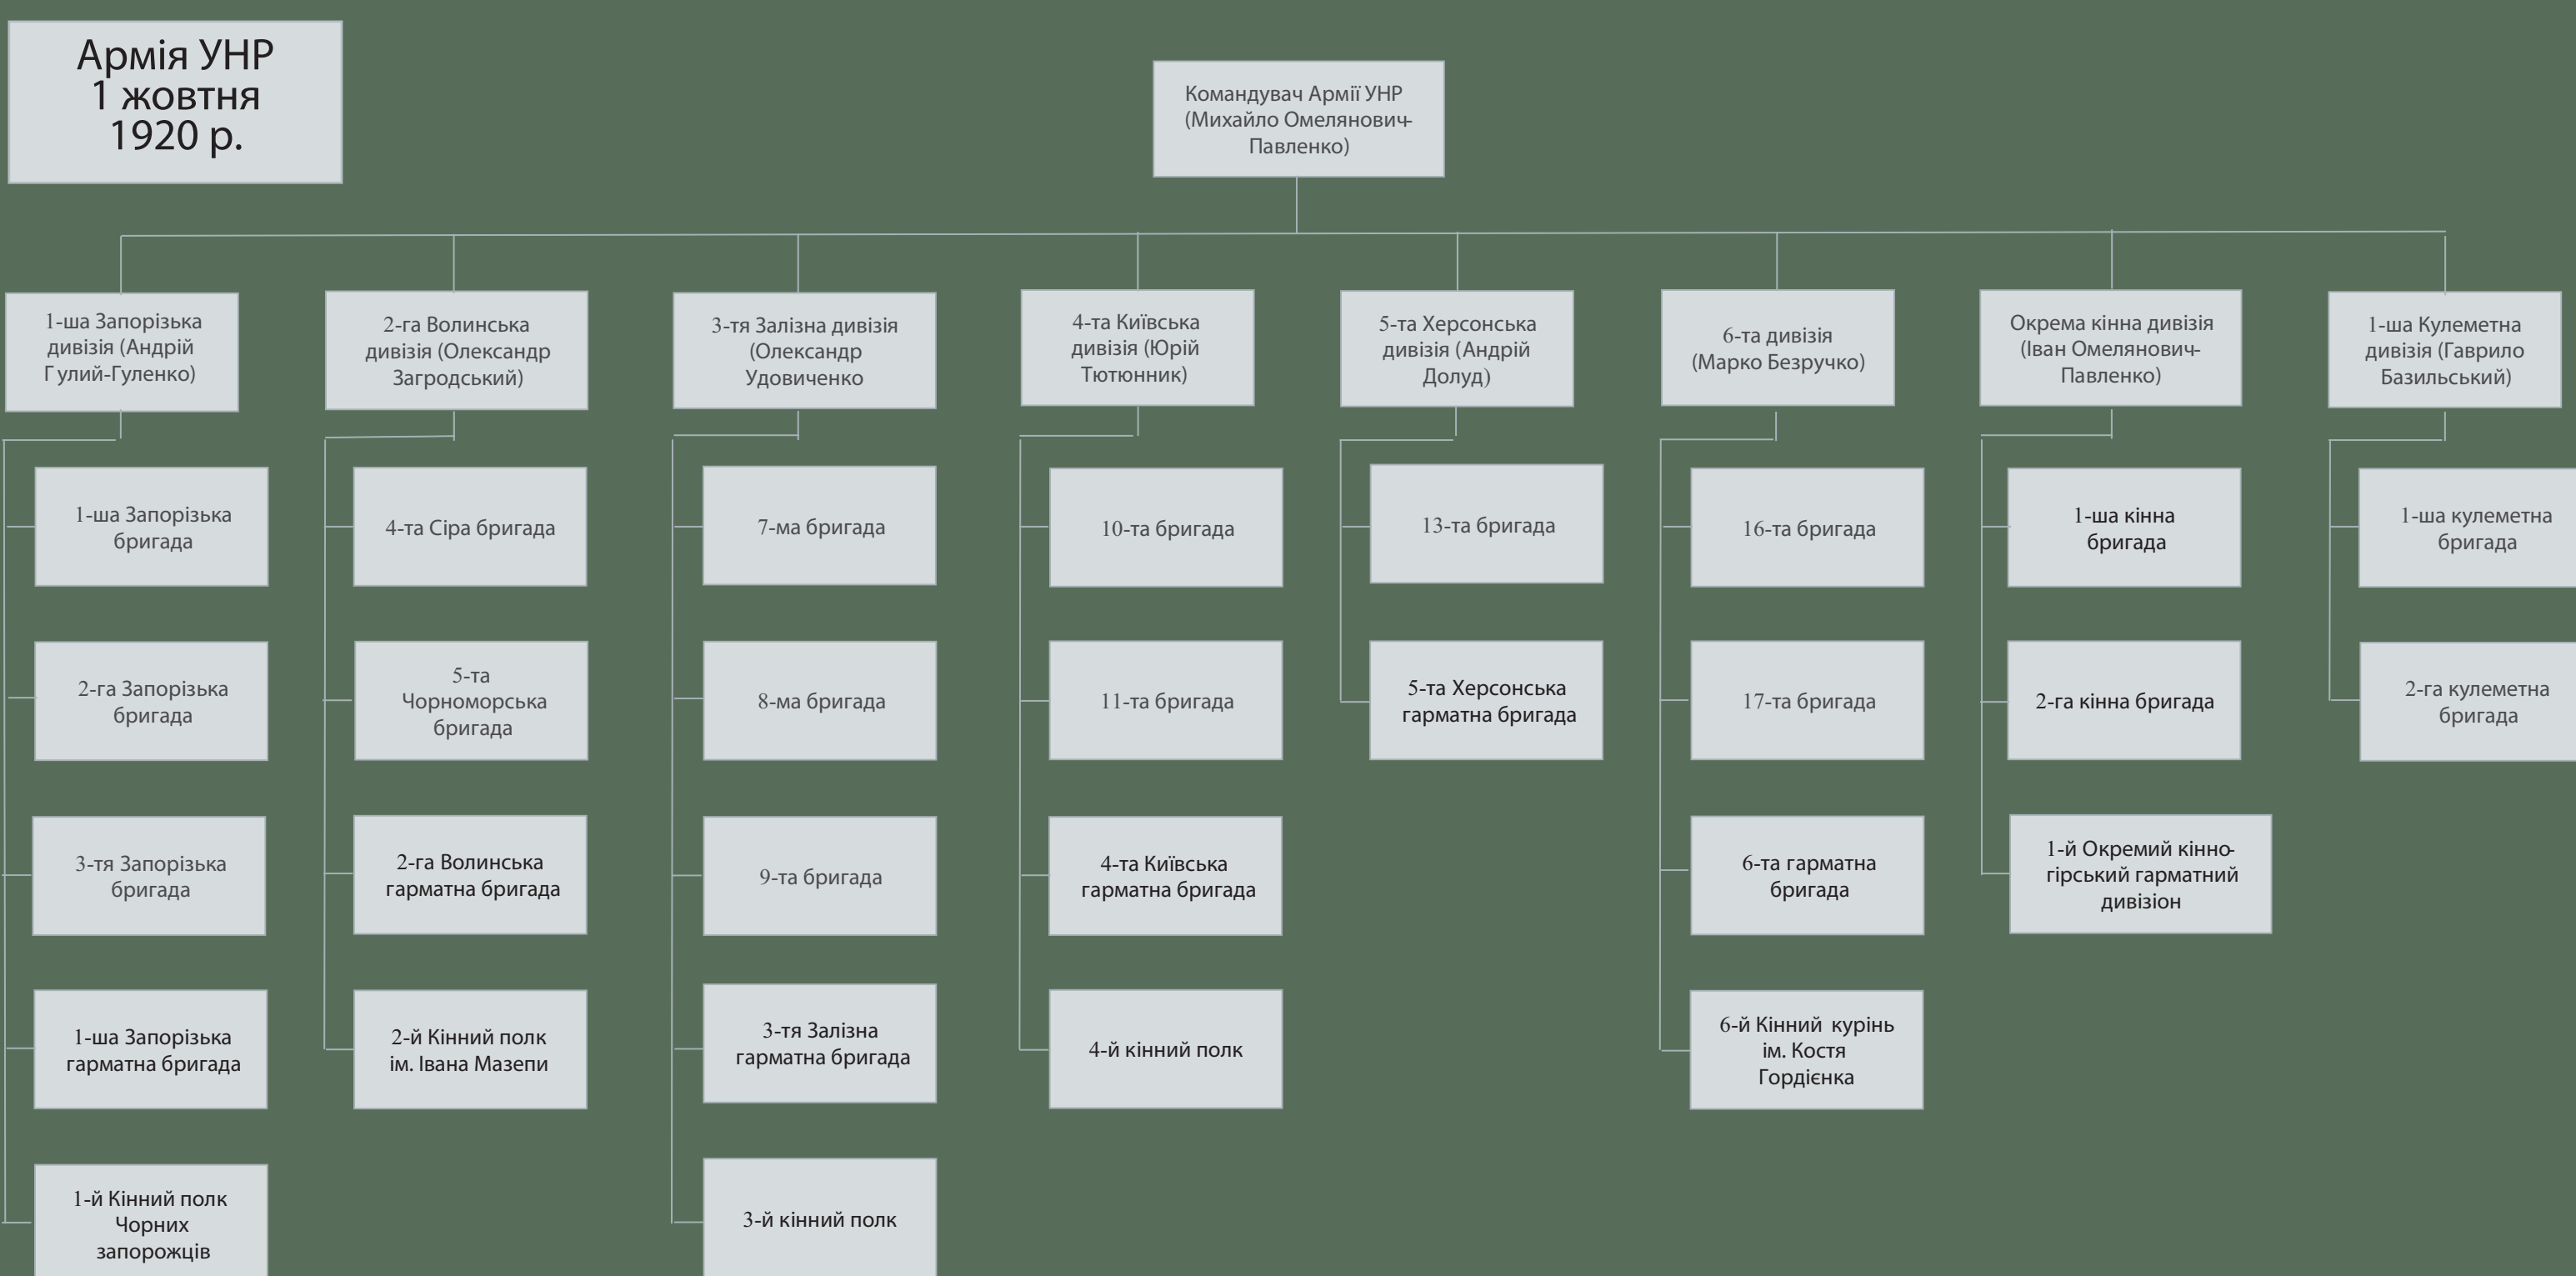 Армія УНР
1 жовтня
1920 р.
Командувач Армії УНР
(Михайло Омелянович-
Павленко)
1-ша Запорізька
дивізія (Андрій
Гулий-Гуленко)
2-га Волинська
дивізія (Олександр
Загродський)
3-тя Залізна дивізія
(Олександр
Удовиченко
4-та Київська
дивізія (Юрій
Тютюнник)
5-та Херсонська
дивізія (Андрій
Долуд)
6-та дивізія
(Марко Безручко)
Окрема кінна дивізія
(Іван Омелянович-
Павленко)
1-ша Кулеметна
дивізія (Гаврило
Базильський)
1-ша Запорізька
бригада
2-га Запорізька
бригада
3-тя Запорізька
бригада
1-ша Запорізька
гарматна бригада
1-й Кінний полк
Чорних
запорожців
4-та Сіра бригада
5-та
Чорноморська
бригада
2-га Волинська
гарматна бригада
2-й Кінний полк
ім. Івана Мазепи
7-ма бригада
8-ма бригада
9-та бригада
3-тя Залізна
гарматна бригада
3-й кінний полк
10-та бригада
11-та бригада
4-та Київська
гарматна бригада
4-й кінний полк
13-та бригада
5-та Херсонська
гарматна бригада
16-та бригада
17-та бригада
6-та гарматна
бригада
6-й Кінний курінь
ім. Костя
Гордієнка
1-ша кінна
бригада
2-га кінна бригада
1-й Окремий кінно-
гірський гарматний
дивізіон
1-ша кулеметна
бригада
2-га кулеметна
бригада